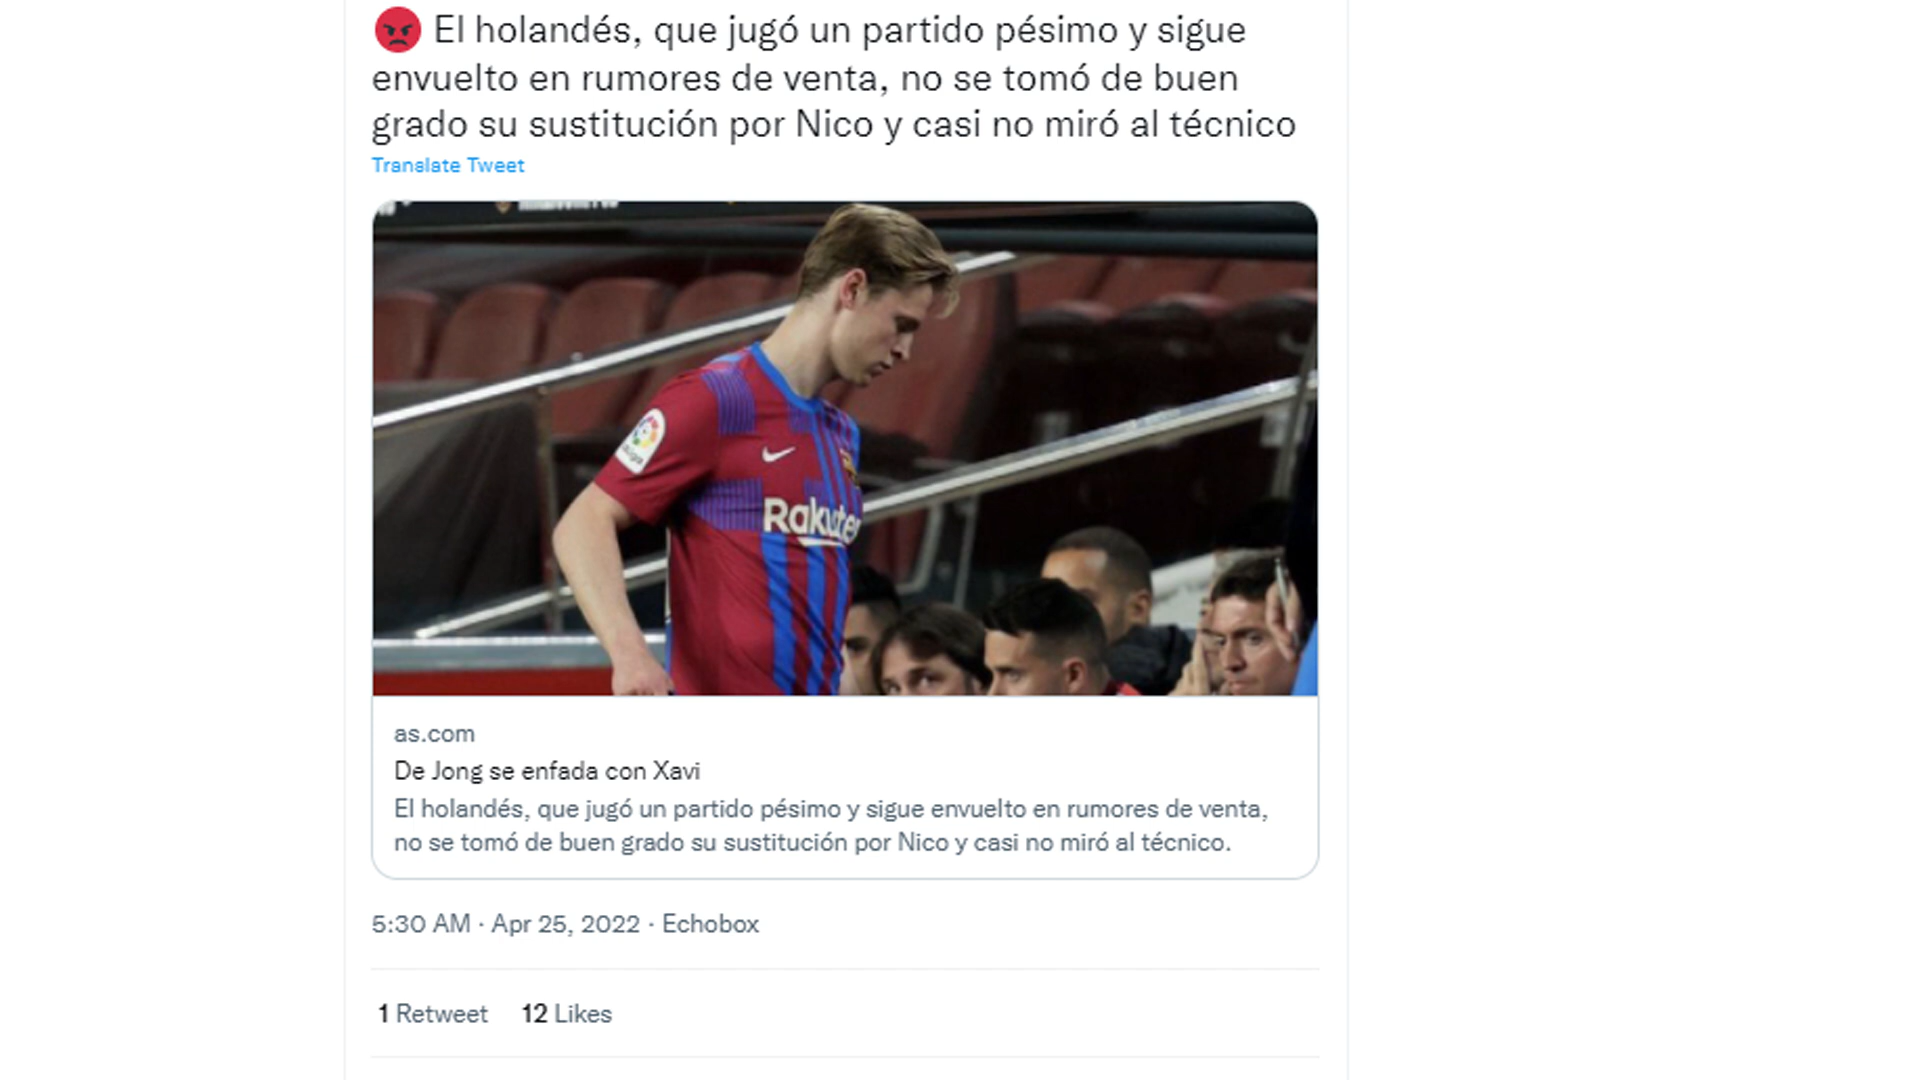 😡 El holandés, que jugó un partido pésimo y sigue
envuelto en rumores de venta, no se tomó de buen
grado su sustitución por Nico y casi no miró al técnico
Translate Tweet
Rakuten
as.com
De Jong se enfada con Xavi
El holandés, que jugó un partido pésimo y sigue envuelto en rumores de venta,
no se tomó de buen grado su sustitución por Nico y casi no miró al técnico.
5:30 AM · Apr 25, 2022 · Echobox
1 Retweet 12 Likes